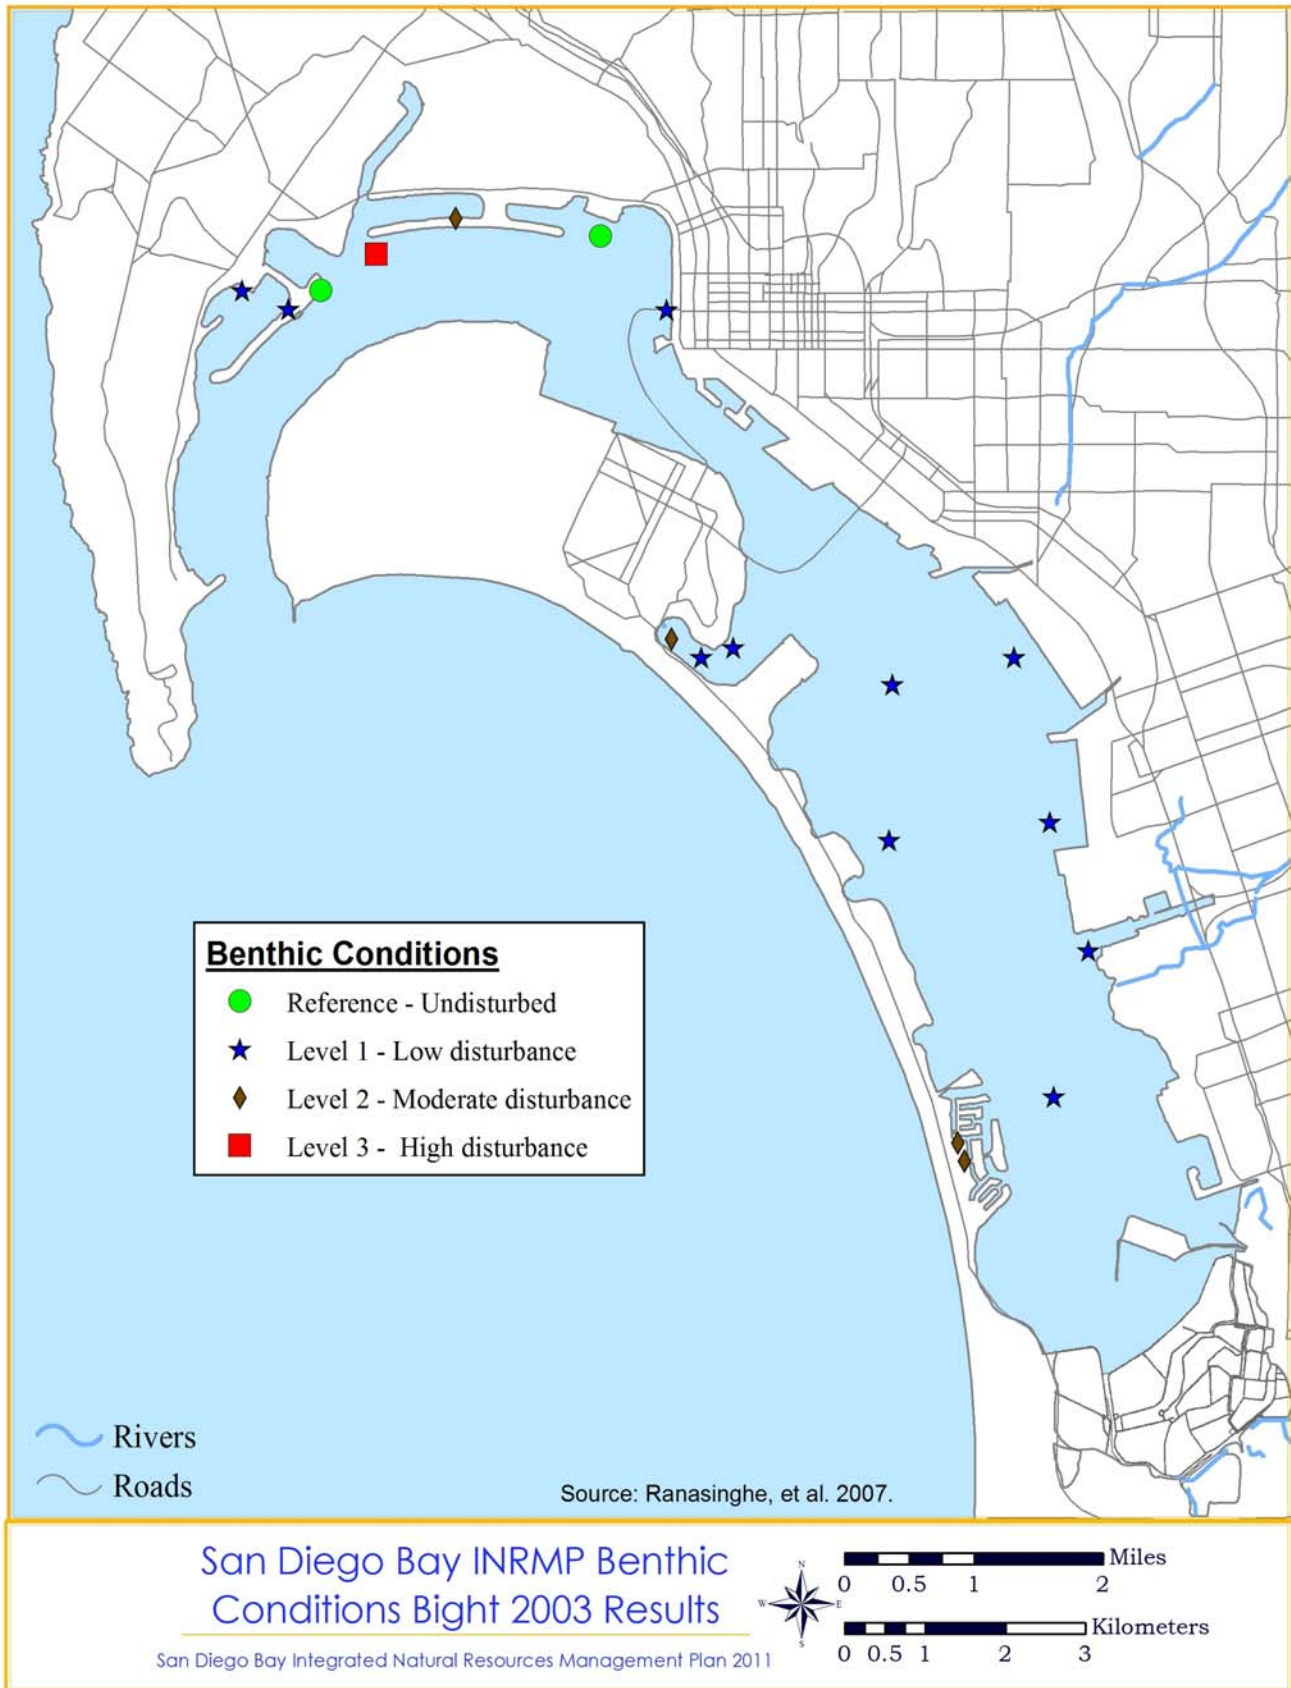 Benthic Conditions
Reference - Undisturbed
Level 1 - Low disturbance
Level 2 - Moderate disturbance
Level 3 - High disturbance
Rivers
Roads
Source: Ranasinghe, et al. 2007.
San Diego Bay INRMP Benthic
Conditions Bight 2003 Results
San Diego Bay Integrated Natural Resources Management Plan 2011
N
W E
S
Miles
0 0.5 1 2
Kilometers
0 0.5 1 2 3